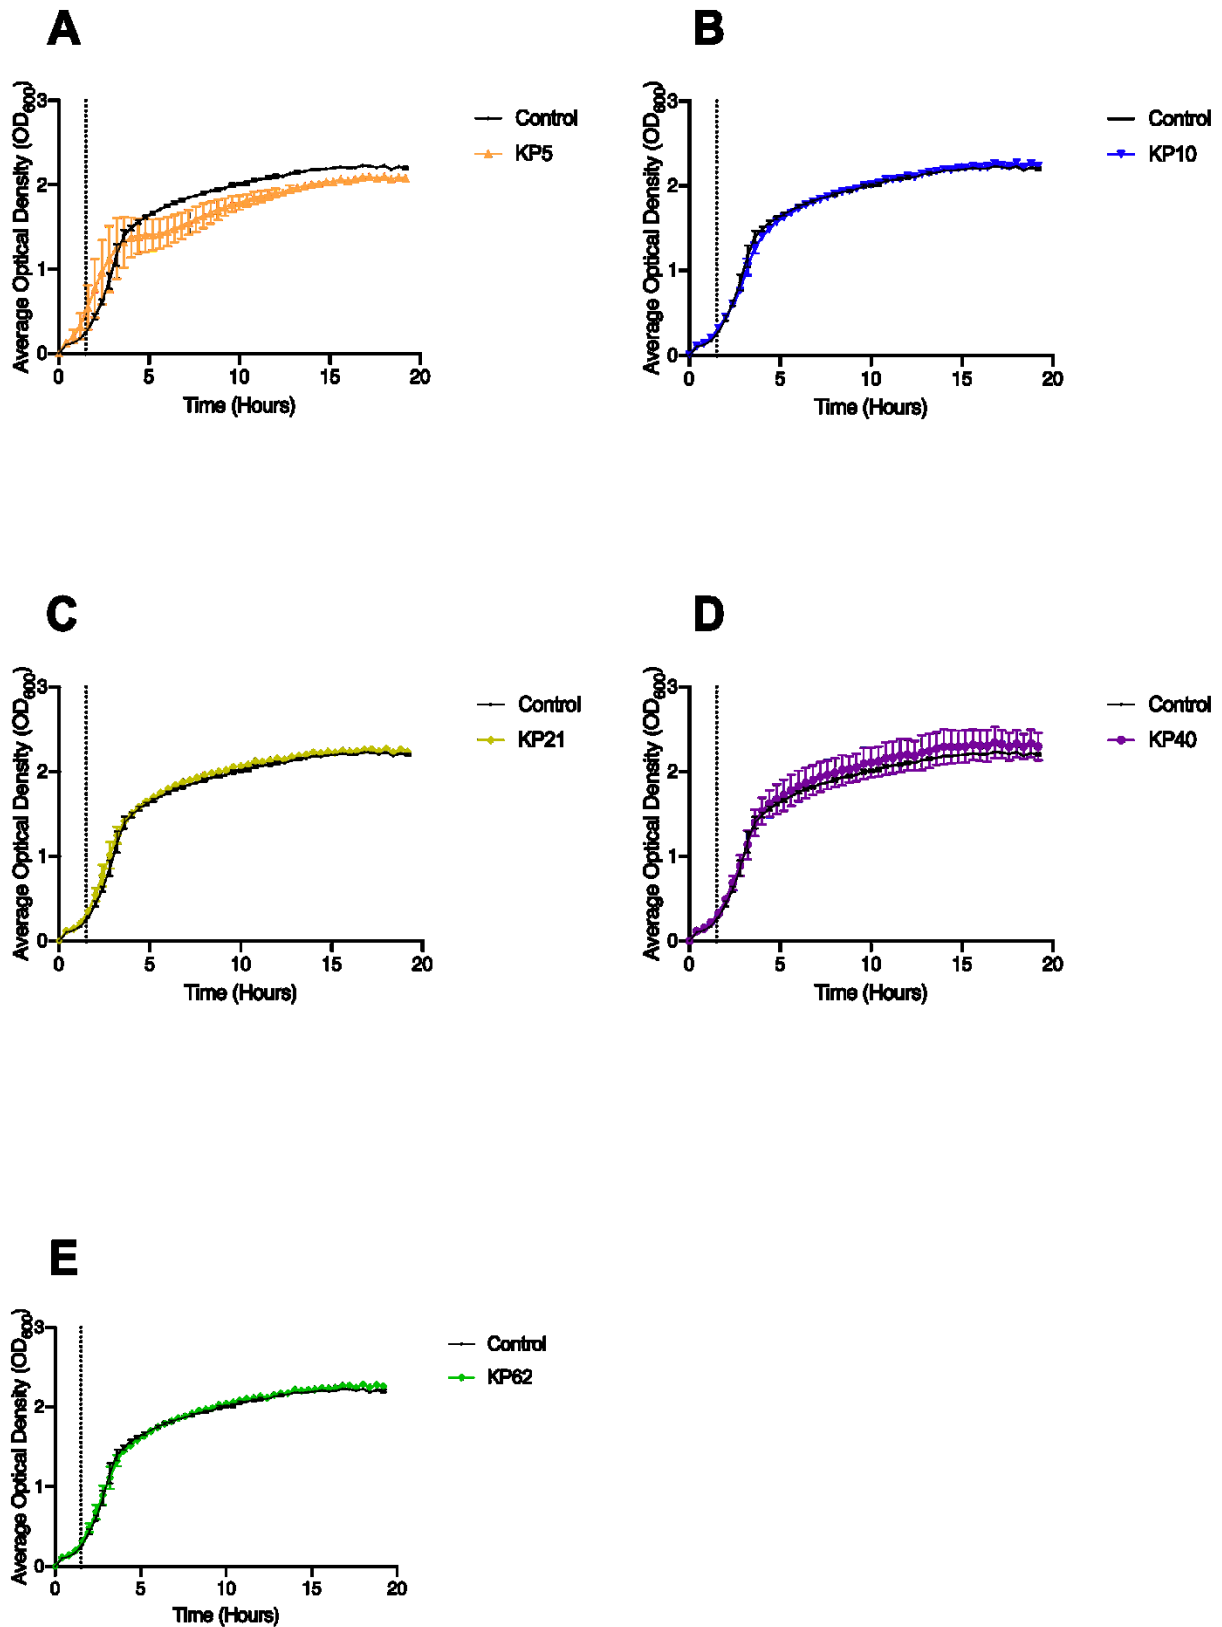 A
Average Optical Density (OD600)
3
2
1
0
0 5 10 15 20
Time (Hours)
Control
KP5
B
Average Optical Density (OD600)
3
2
1
0
0 5 10 15 20
Time (Hours)
Control
KP10
C
Average Optical Density (OD600)
3
2
1
0
0 5 10 15 20
Time (Hours)
Control
KP21
D
Average Optical Density (OD600)
3
2
1
0
0 5 10 15 20
Time (Hours)
Control
KP40
E
Average Optical Density (OD600)
3
2
1
0
0 5 10 15 20
Time (Hours)
Control
KP62